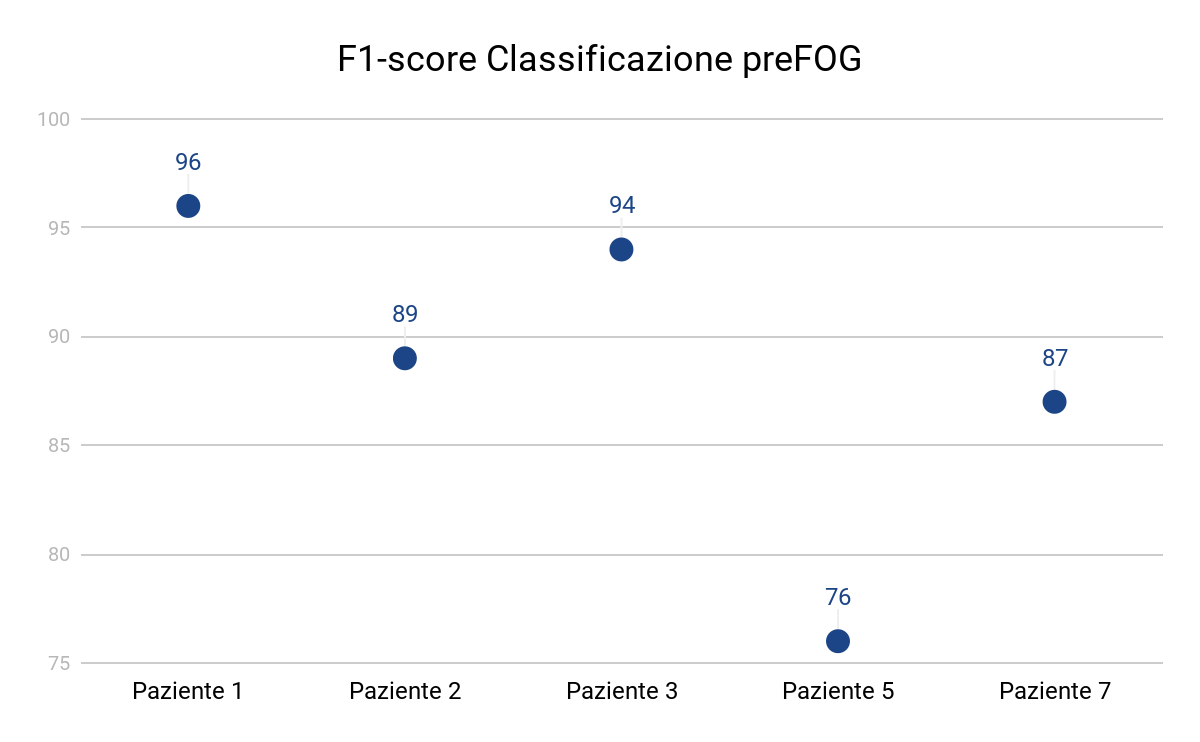 F1-score Classificazione preFOG
100
96
94
95
89
90
87
85
80
76
75
Paziente 1
Paziente 2
Paziente 3
Paziente 5
Paziente 7